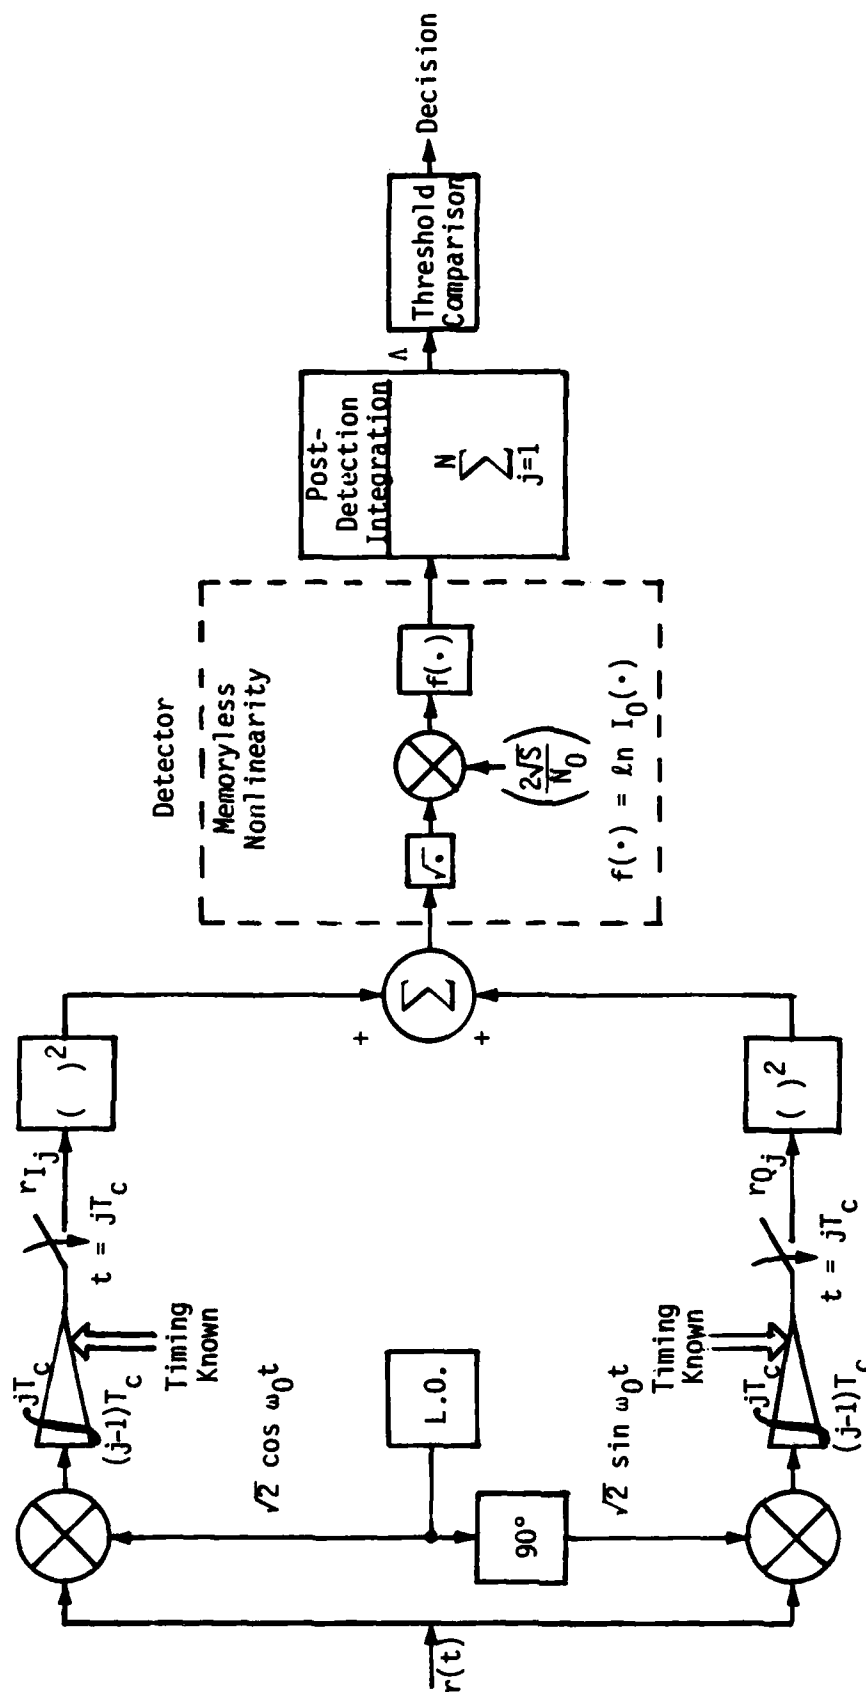 r(t)
√2 cos ω0t
L.O.
90°
√2 sin ω0t
jTc
(j-1)Tc
Timing
Known
t = jTc
rIj
( )2
jTc
(j-1)Tc
Timing
Known
t = jTc
rQj
( )2
+
Σ
+
Detector
Memoryless
Nonlinearity
√·
(2√S/N0)
f(·)
f(·) = ℓn I0(·)
Post-
Detection
Integration
N
Σ
j=1
Λ
Threshold
Comparison
Decision